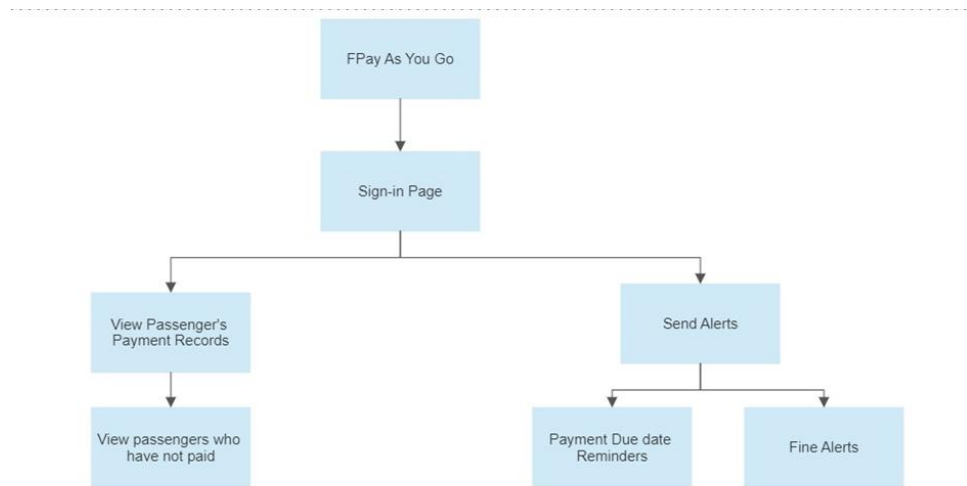 FPay As You Go
Sign-in Page
View Passenger's
Payment Records
Send Alerts
View passengers who
have not paid
Payment Due date
Reminders
Fine Alerts